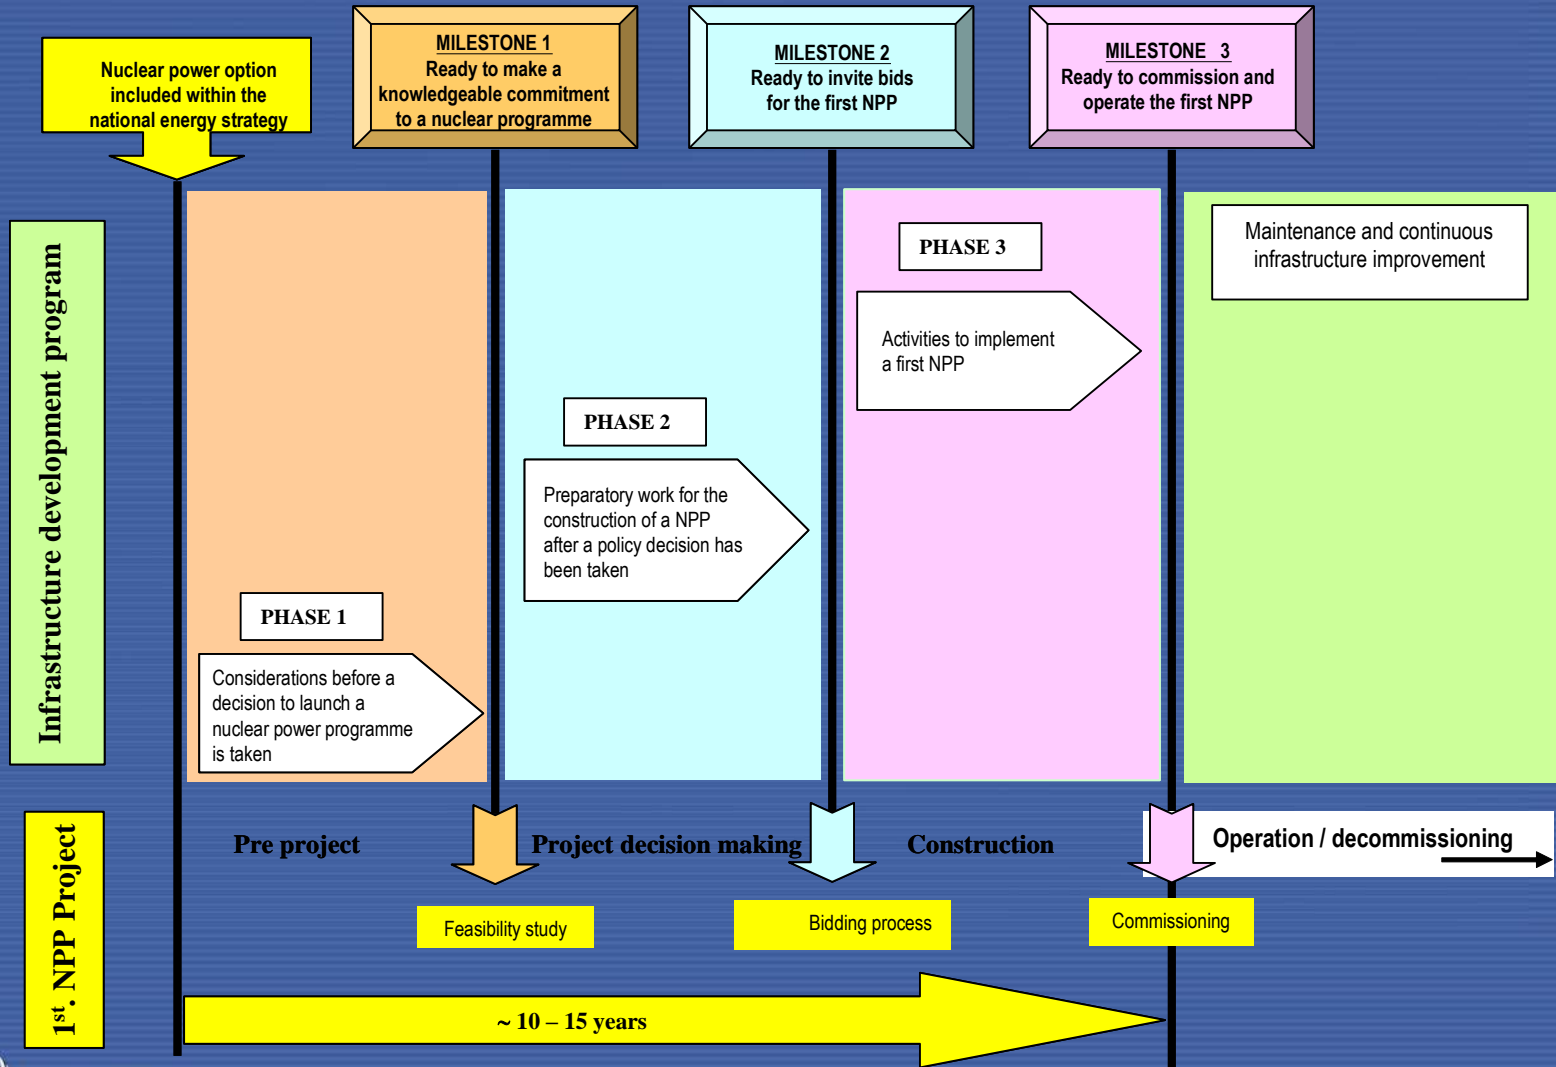 Nuclear power option
included within the
national energy strategy
MILESTONE 1
Ready to make a
knowledgeable commitment
to a nuclear programme
MILESTONE 2
Ready to invite bids
for the first NPP
MILESTONE 3
Ready to commission and
operate the first NPP
Infrastructure development program
PHASE 1
Considerations before a
decision to launch a
nuclear power programme
is taken
PHASE 2
Preparatory work for the
construction of a NPP
after a policy decision has
been taken
PHASE 3
Activities to implement
a first NPP
Maintenance and continuous
infrastructure improvement
1st. NPP Project
Pre project
Project decision making
Construction
Operation / decommissioning
Feasibility study
Bidding process
Commissioning
~ 10 – 15 years